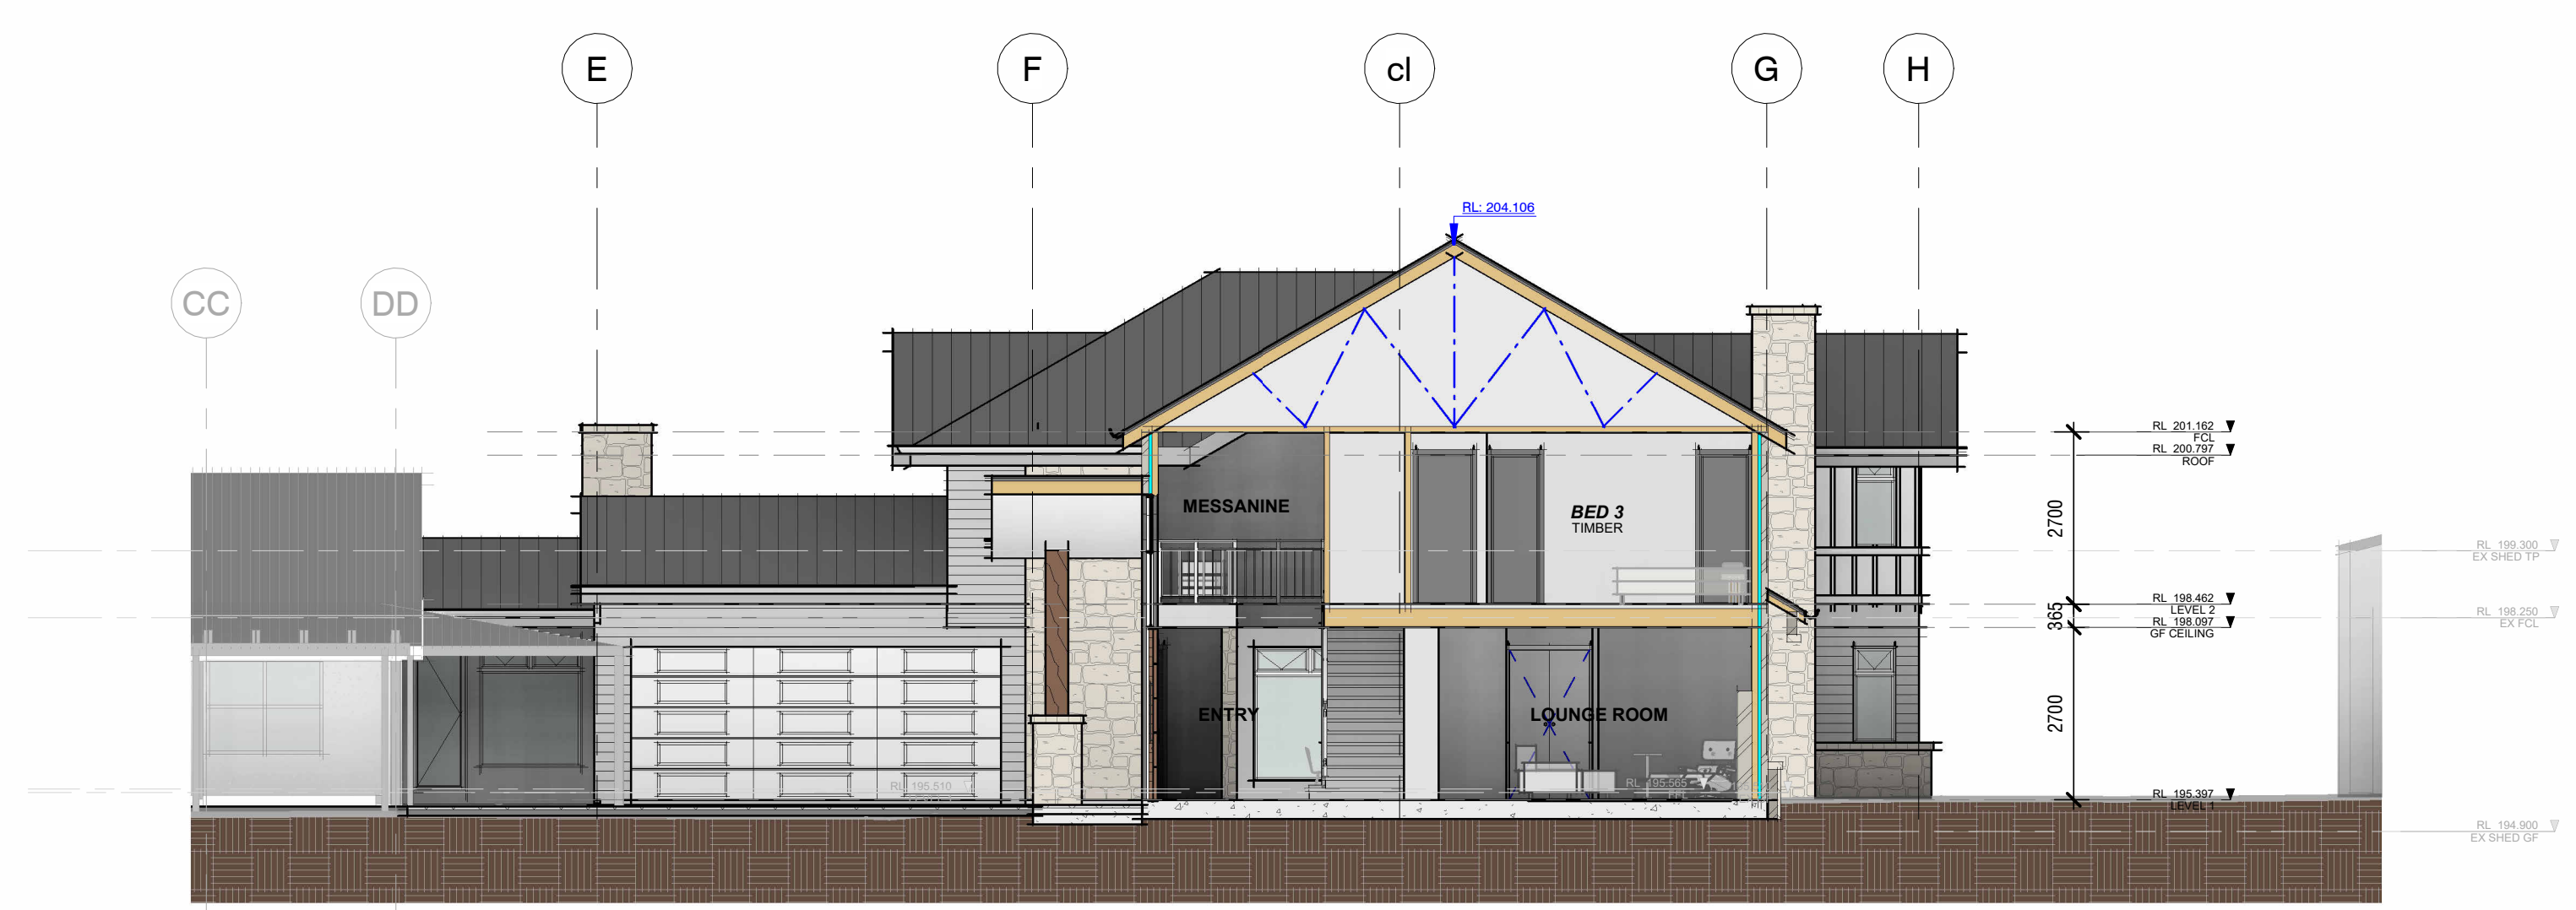 E
F
cl
G
H
RL: 204.106
CC
DD
RL 201.162
FCL
RL 200.797
ROOF
MESSANINE
BED 3
TIMBER
2700
RL 199.300
EX SHED TP
RL 198.462
LEVEL 2
365
RL 198.250
EX FCL
RL 198.097
GF CEILING
ENTRY
LOUNGE ROOM
2700
RL 195.510
RL 195.565
FFL
RL 195.397
LEVEL 1
RL 194.900
EX SHED GF